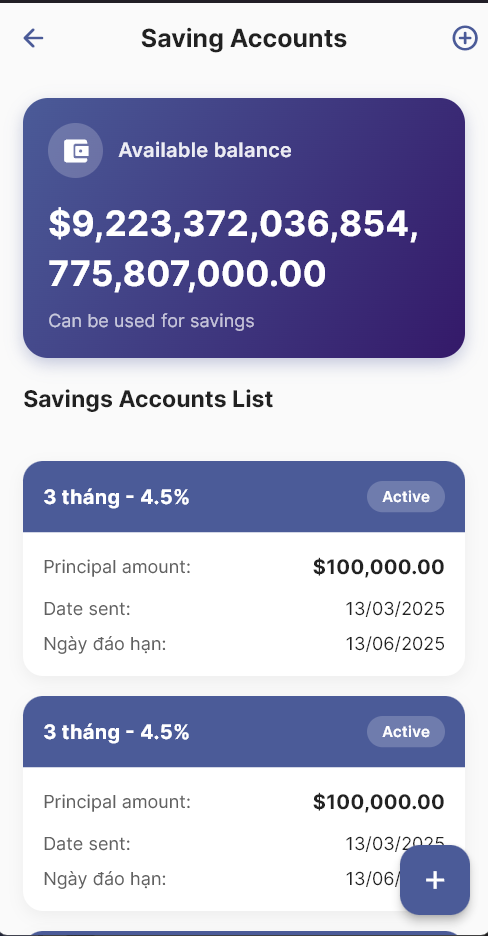 Saving Accounts
Available balance
$9,223,372,036,854,
775,807,000.00
Can be used for savings
Savings Accounts List
3 tháng - 4.5%
Active
Principal amount:
$100,000.00
Date sent:
13/03/2025
Ngày đáo hạn:
13/06/2025
3 tháng - 4.5%
Active
Principal amount:
$100,000.00
Date sent:
13/03/2025
Ngày đáo hạn:
13/06/